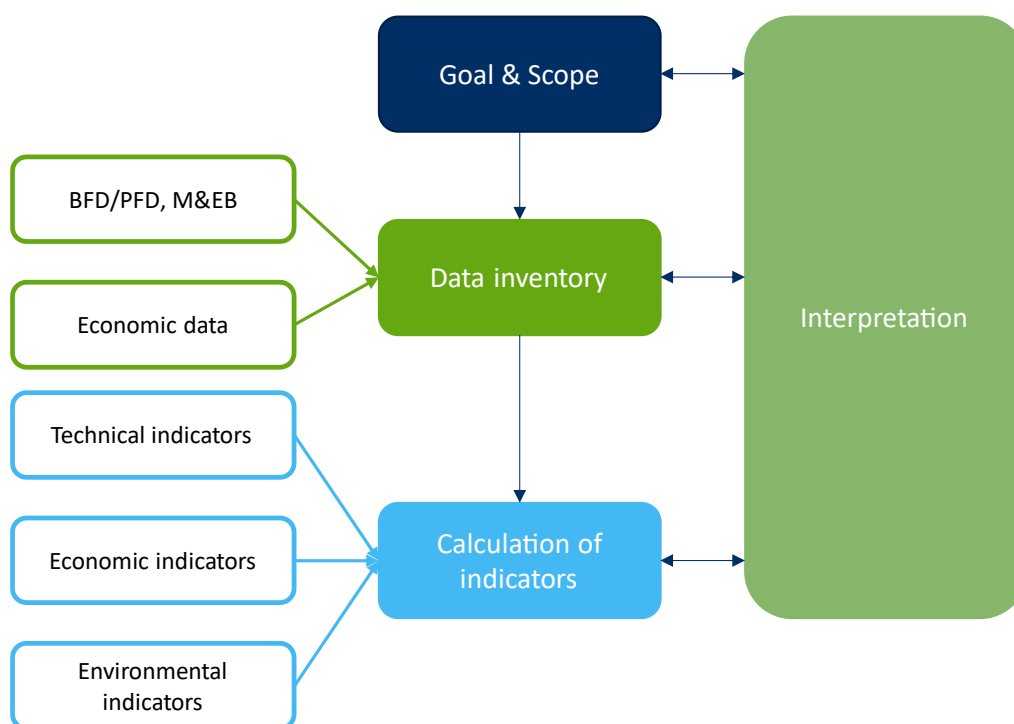 Goal & Scope
BFD/PFD, M&EB
Data inventory
Economic data
Interpretation
Technical indicators
Calculation of
indicators
Economic indicators
Environmental
indicators